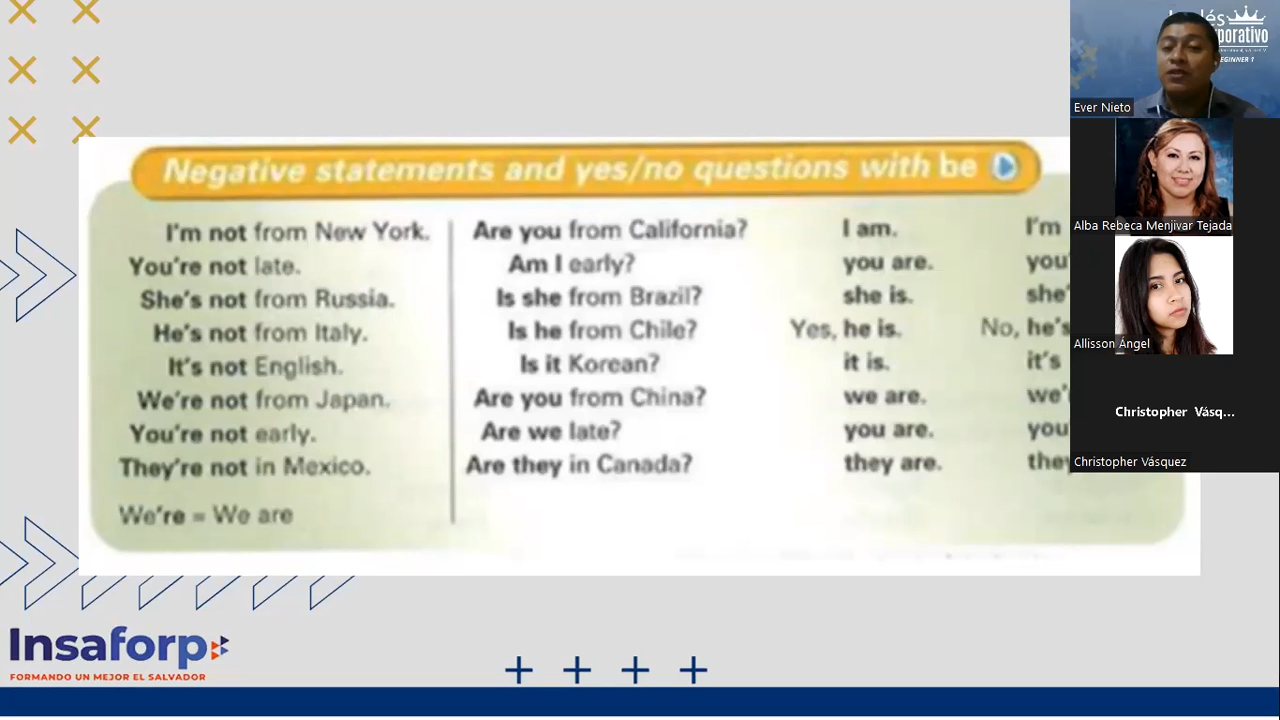 Negative statements and yes/no questions with be
I'm not from New York.
You're not late.
She's not from Russia.
He's not from Italy.
It's not English.
We're not from Japan.
You're not early.
They're not in Mexico.
We're = We are
Are you from California?
Am I early?
Is she from Brazil?
Is he from Chile?
Is it Korean?
Are you from China?
Are we late?
Are they in Canada?
I am.
you are.
she is.
Yes, he is.
it is.
we are.
you are.
they are.
I'm
you'
she'
No, he's
it's
we'
you
they
Ever Nieto
Alba Rebeca Menjivar Tejada
Allisson Ángel
Christopher Vásq...
Christopher Vásquez
Insaforp
FORMANDO UN MEJOR EL SALVADOR